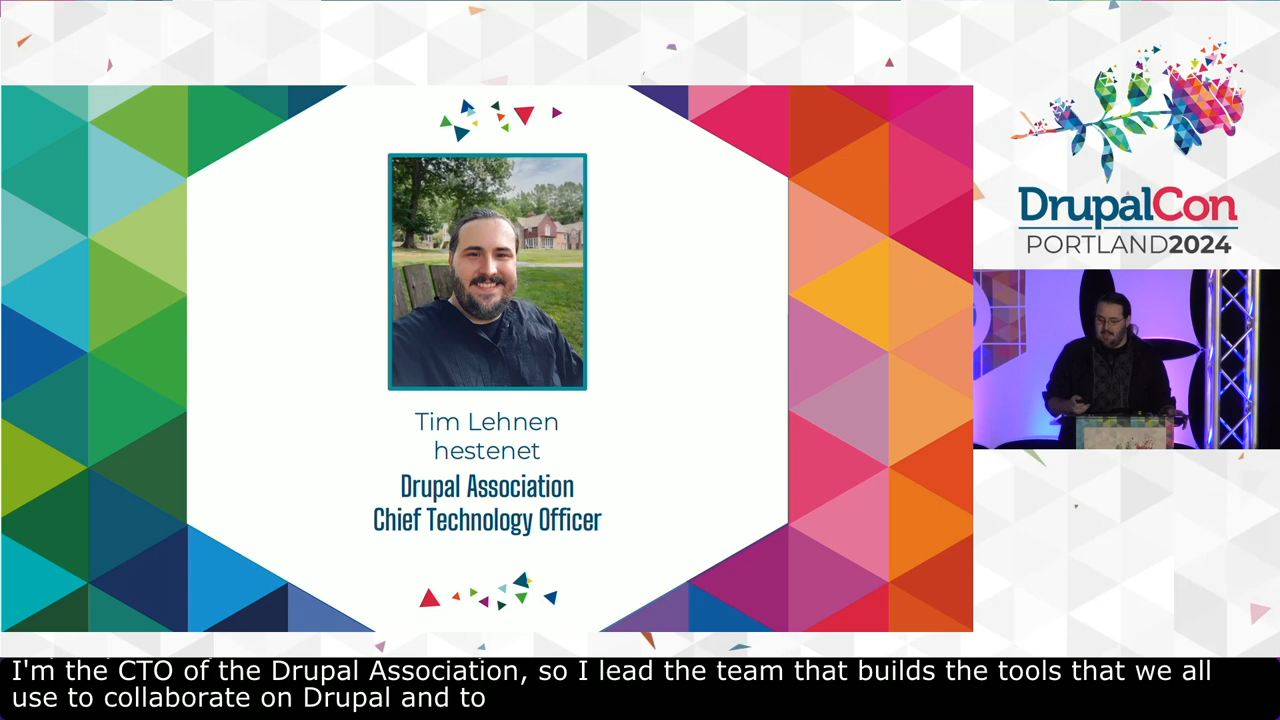 DrupalCon
PORTLAND2024
Tim Lehnen
hestenet
Drupal Association
Chief Technology Officer
I'm the CTO of the Drupal Association, so I lead the team that builds the tools that we all
use to collaborate on Drupal and to